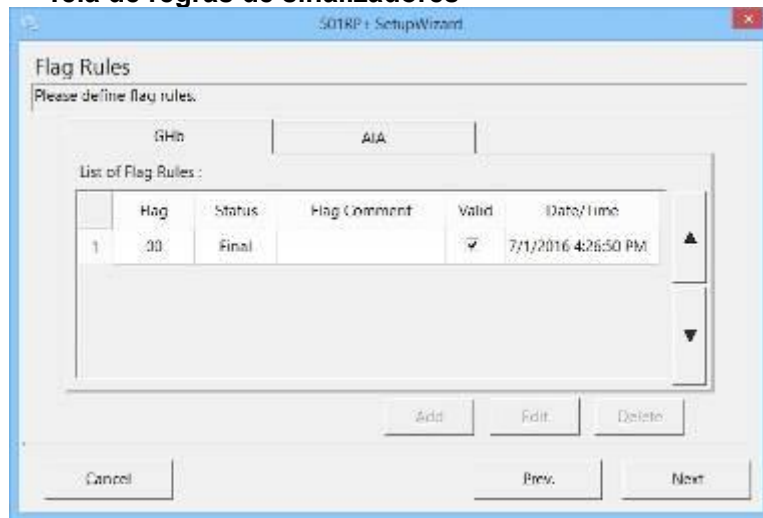 Tela de regras de sinalizadores
501RP+ SetupWizard
Flag Rules
Please define flag rules.
GHb AIA
List of Flag Rules :
Flag Status Flag Comment Valid Date/Time
1 00 Final 7/1/2016 4:26:50 PM
Add Edit Delete
Cancel Prev. Next